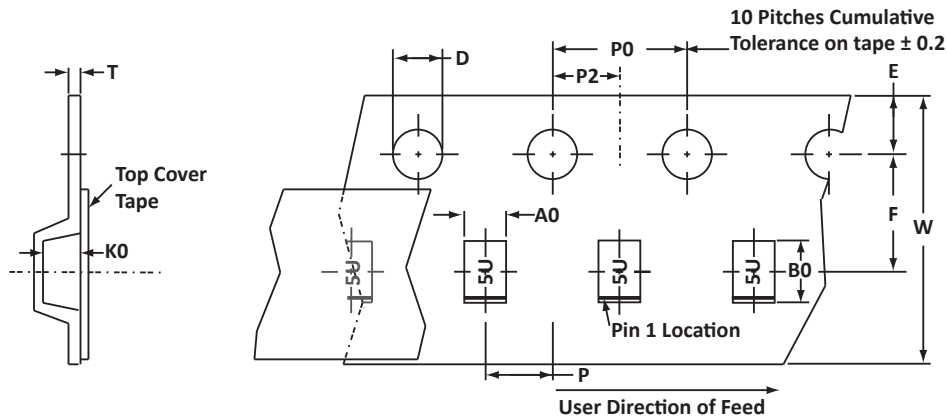 10 Pitches Cumulative
Tolerance on tape ± 0.2
P0
D
P2
E
T
Top Cover
Tape
A0
F
W
K0
5U
5U
5U
5U
B0
Pin 1 Location
P
User Direction of Feed